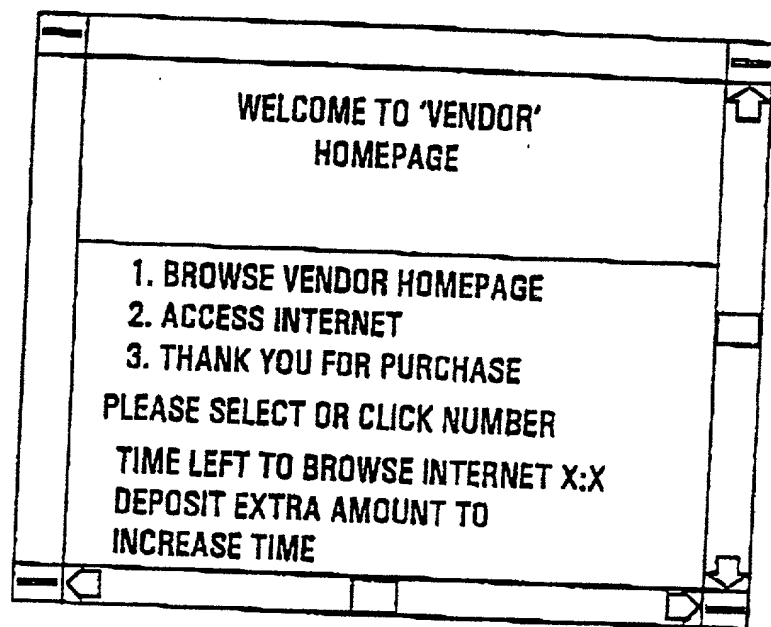 WELCOME TO 'VENDOR'
HOMEPAGE
1. BROWSE VENDOR HOMEPAGE
2. ACCESS INTERNET
3. THANK YOU FOR PURCHASE
PLEASE SELECT OR CLICK NUMBER
TIME LEFT TO BROWSE INTERNET X:X
DEPOSIT EXTRA AMOUNT TO
INCREASE TIME